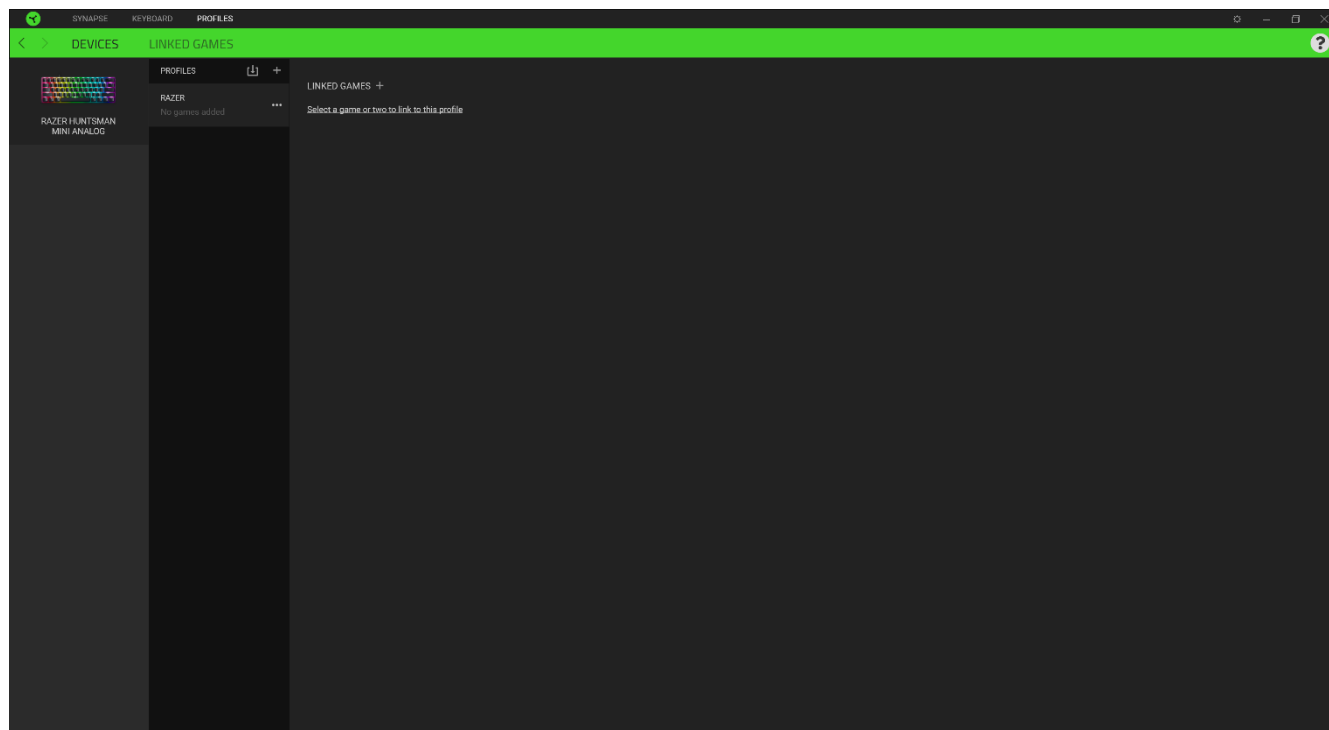 SYNAPSE KEYBOARD PROFILES
DEVICES LINKED GAMES ?
RAZER HUNTSMAN
MINI ANALOG
PROFILES
RAZER
No games added
LINKED GAMES +
Select a game or two to link to this profile